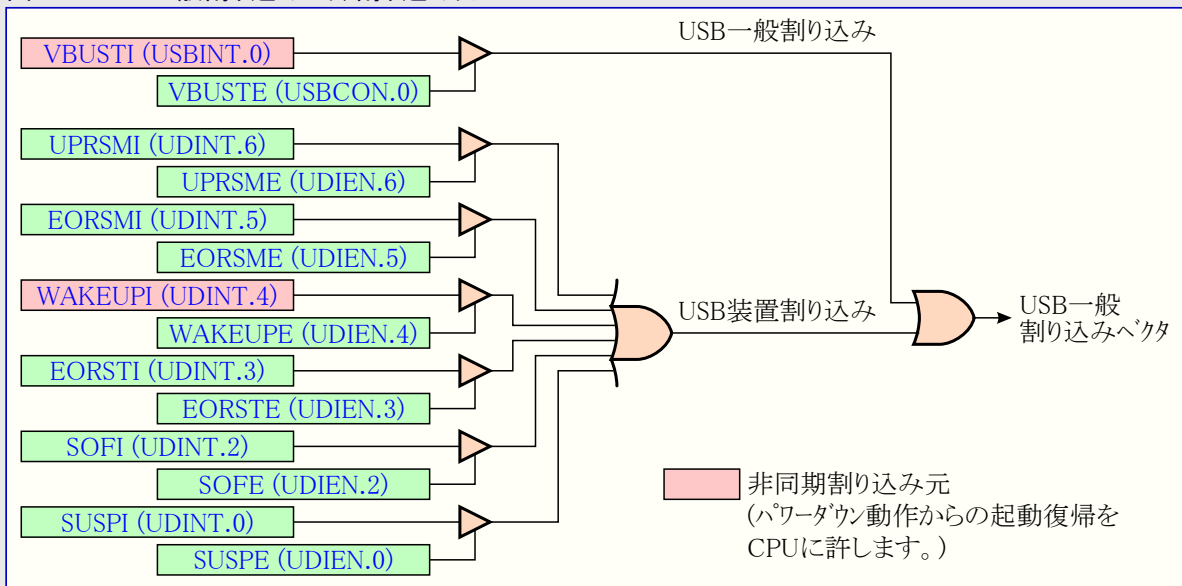 USB一般割り込み
VBUSTI (USBINT.0)
VBUSTE (USBCON.0)
UPRSMI (UDINT.6)
UPRSME (UDIEN.6)
EORSMI (UDINT.5)
EORSME (UDIEN.5)
WAKEUPI (UDINT.4)
WAKEUPE (UDIEN.4)
USB装置割り込み
USB一般
割り込みベクタ
EORSTI (UDINT.3)
EORSTE (UDIEN.3)
SOFI (UDINT.2)
SOFE (UDIEN.2)
SUSPI (UDINT.0)
SUSPE (UDIEN.0)
非同期割り込み元
(パワーダウン動作からの起動復帰を
CPUに許します。)